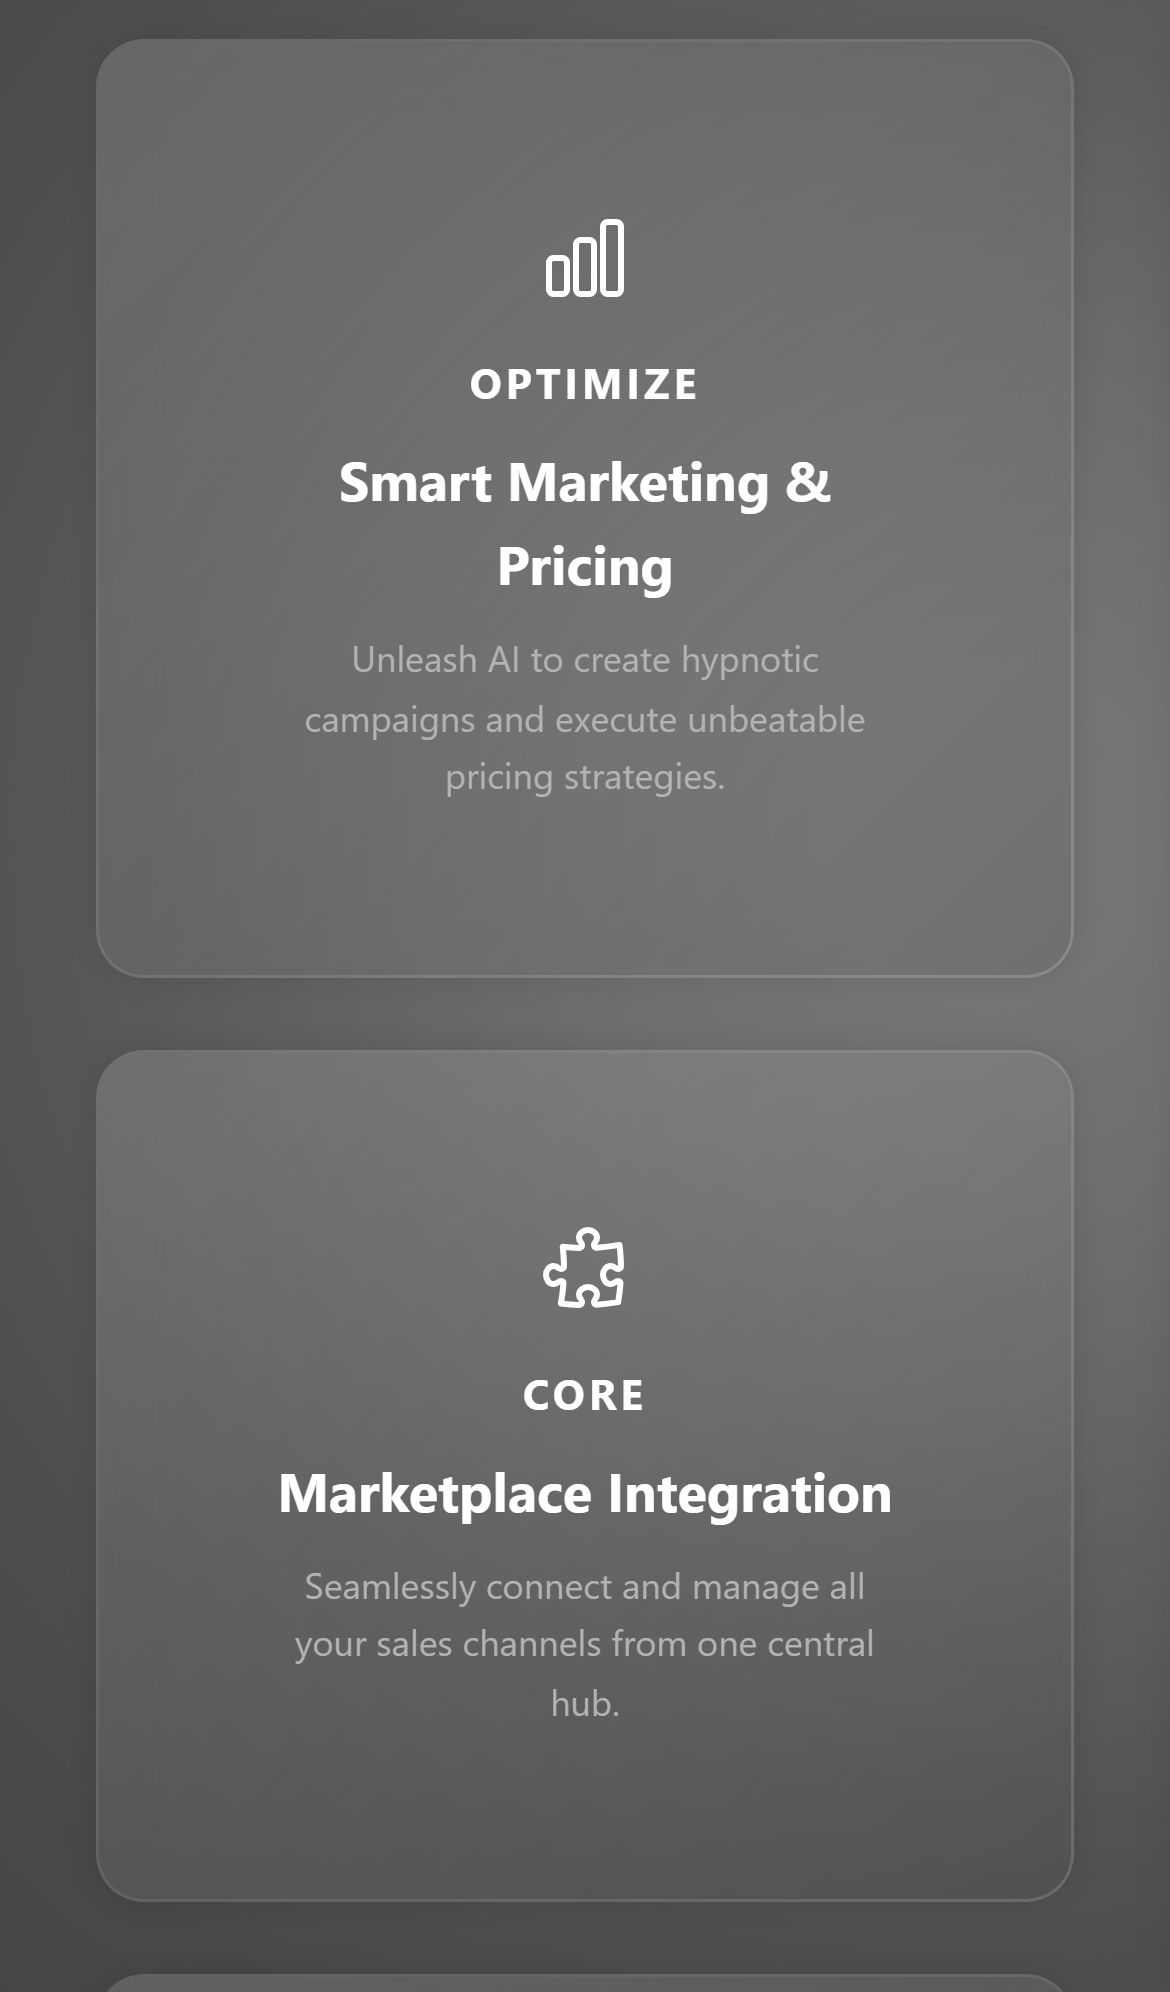 OPTIMIZE
Smart Marketing &
Pricing
Unleash AI to create hypnotic
campaigns and execute unbeatable
pricing strategies.
CORE
Marketplace Integration
Seamlessly connect and manage all
your sales channels from one central
hub.